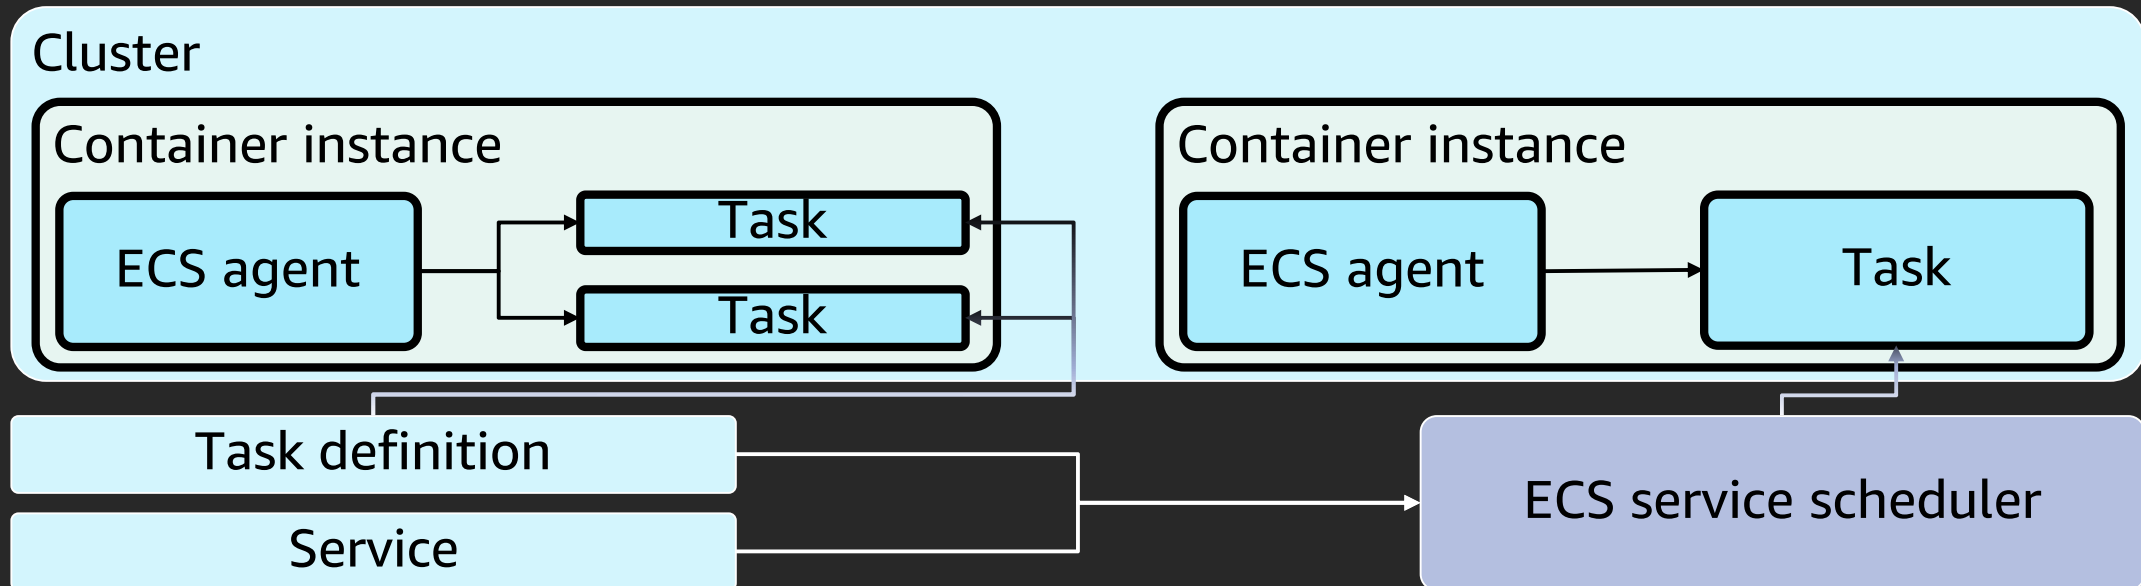 Cluster
Container instance
ECS agent
Task
Task
Container instance
ECS agent
Task
Task definition
Service
ECS service scheduler